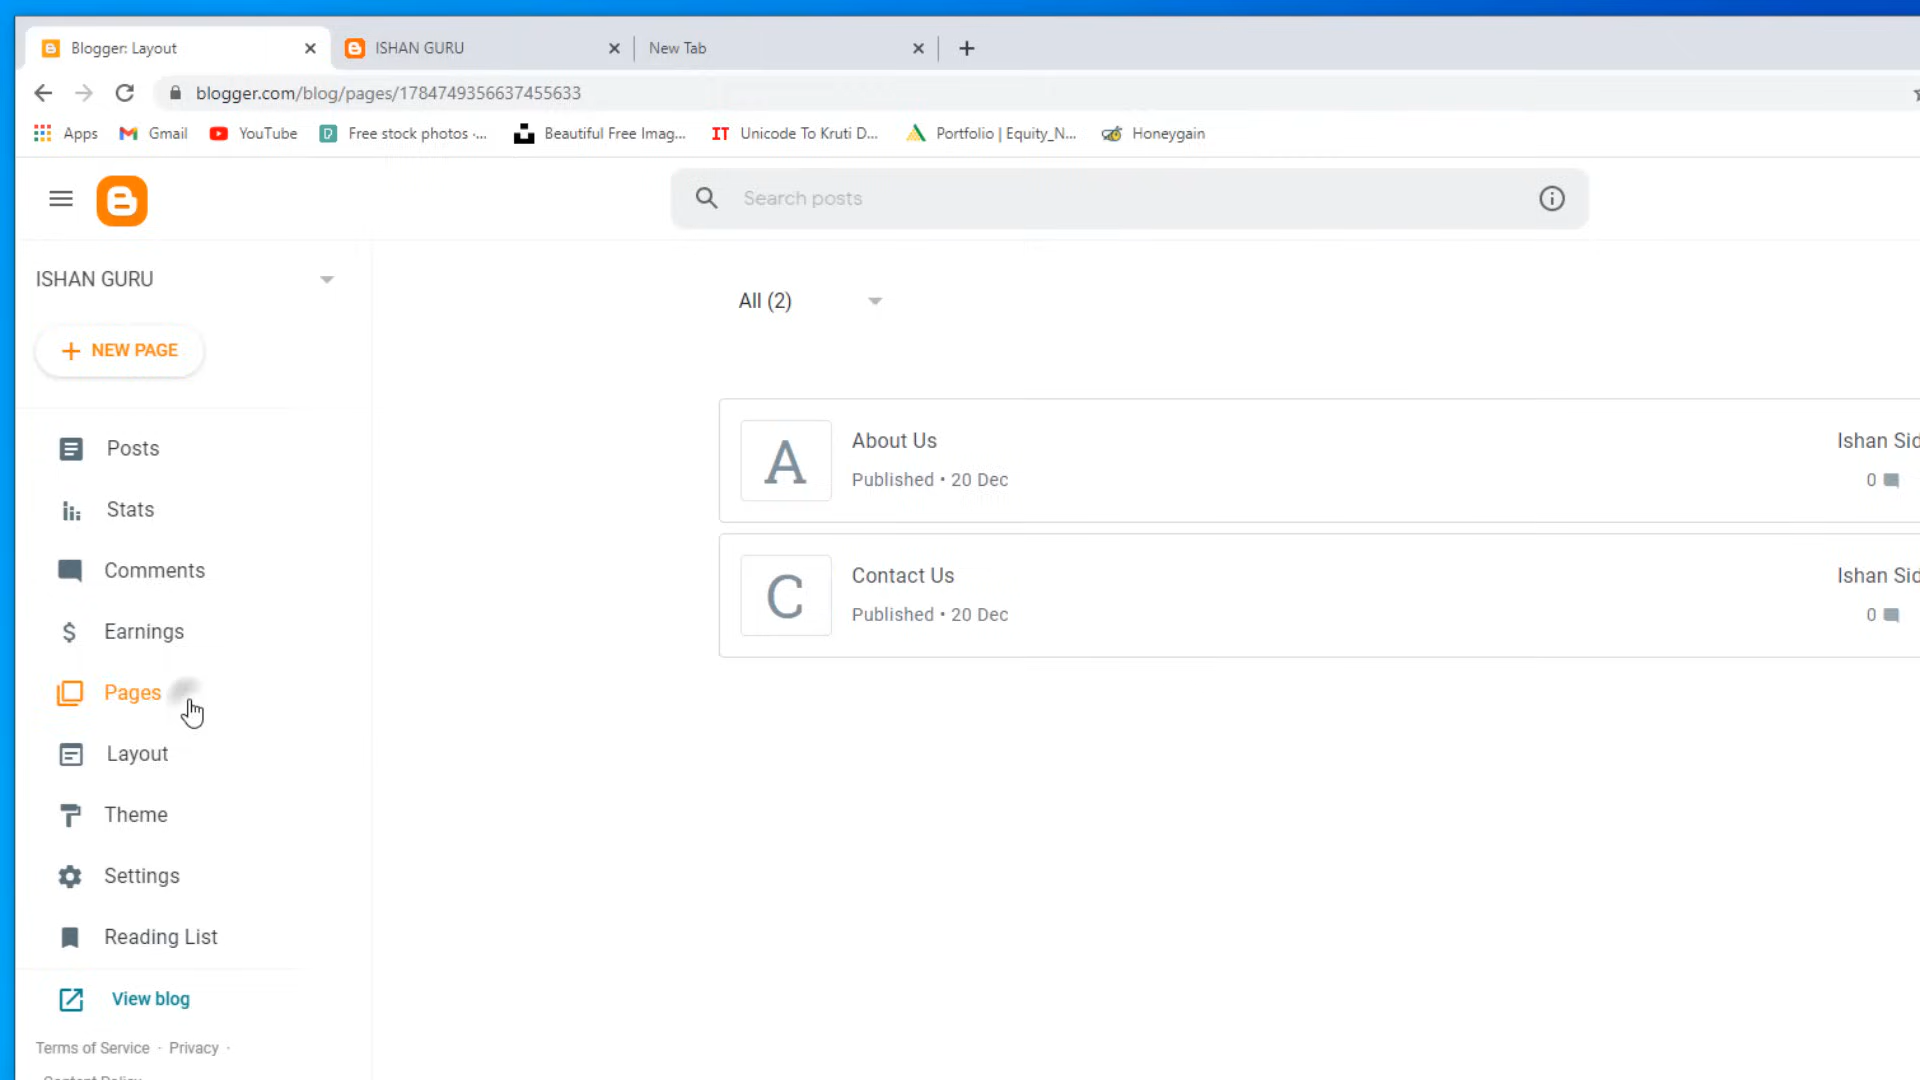 Blogger: Layout
ISHAN GURU
New Tab
blogger.com/blog/pages/1784749356637455633
Apps
Gmail
YouTube
Free stock photos ·...
Beautiful Free Imag...
IT
Unicode To Kruti D...
Portfolio | Equity_N...
Honeygain
Search posts
ISHAN GURU
All (2)
NEW PAGE
Posts
Stats
Comments
Earnings
Pages
Layout
Theme
Settings
Reading List
View blog
Terms of Service · Privacy ·
Content Policy
A
About Us
Published • 20 Dec
Ishan Sid
0
C
Contact Us
Published • 20 Dec
Ishan Sid
0